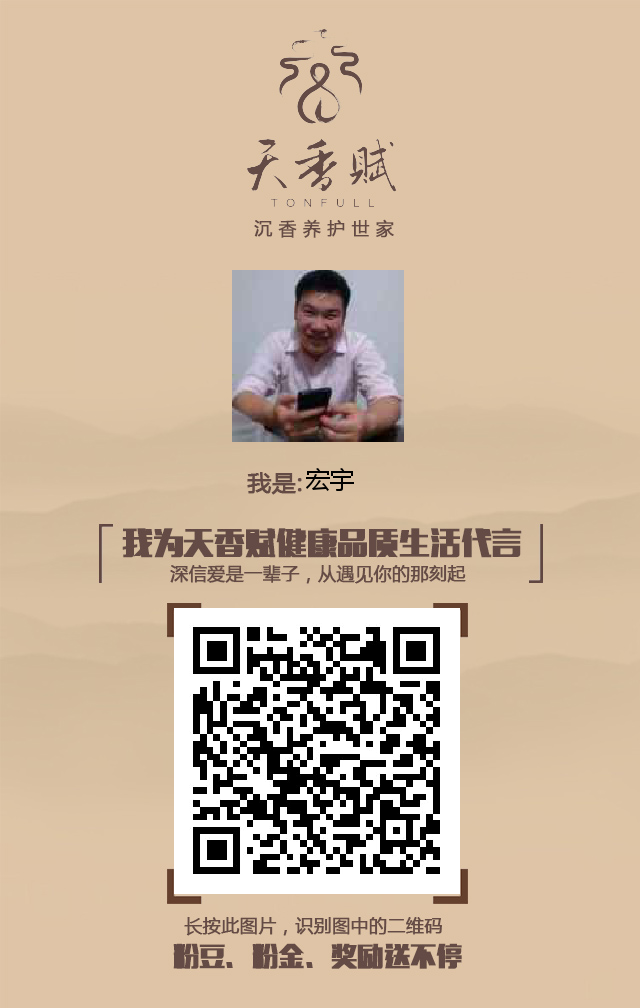 天香赋
TONFULL
沉香养护世家
我是:宏宇
我为天香赋健康品质生活代言
深信爱是一辈子，从遇见你的那刻起
长按此图片，识别图中的二维码
粉豆、粉金、奖励送不停